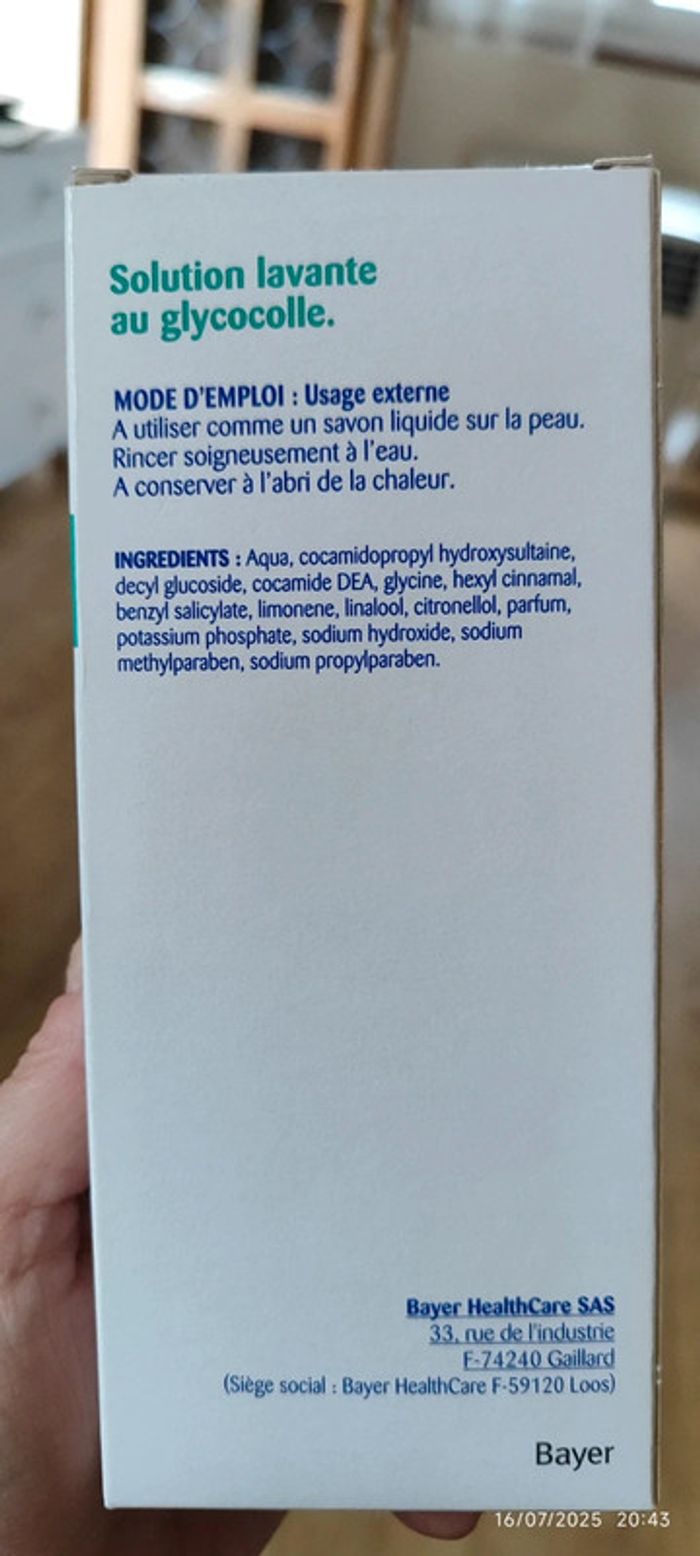 Solution lavante
au glycocolle.
MODE D'EMPLOI : Usage externe
A utiliser comme un savon liquide sur la peau.
Rincer soigneusement à l'eau.
A conserver à l'abri de la chaleur.
INGREDIENTS : Aqua, cocamidopropyl hydroxysultaine,
decyl glucoside, cocamide DEA, glycine, hexyl cinnamal,
benzyl salicylate, limonene, linalool, citronellol, parfum,
potassium phosphate, sodium hydroxide, sodium
methylparaben, sodium propylparaben.
Bayer HealthCare SAS
33, rue de l'industrie
F-74240 Gaillard
(Siège social : Bayer HealthCare F-59120 Loos)
Bayer
16/07/2025 20:43